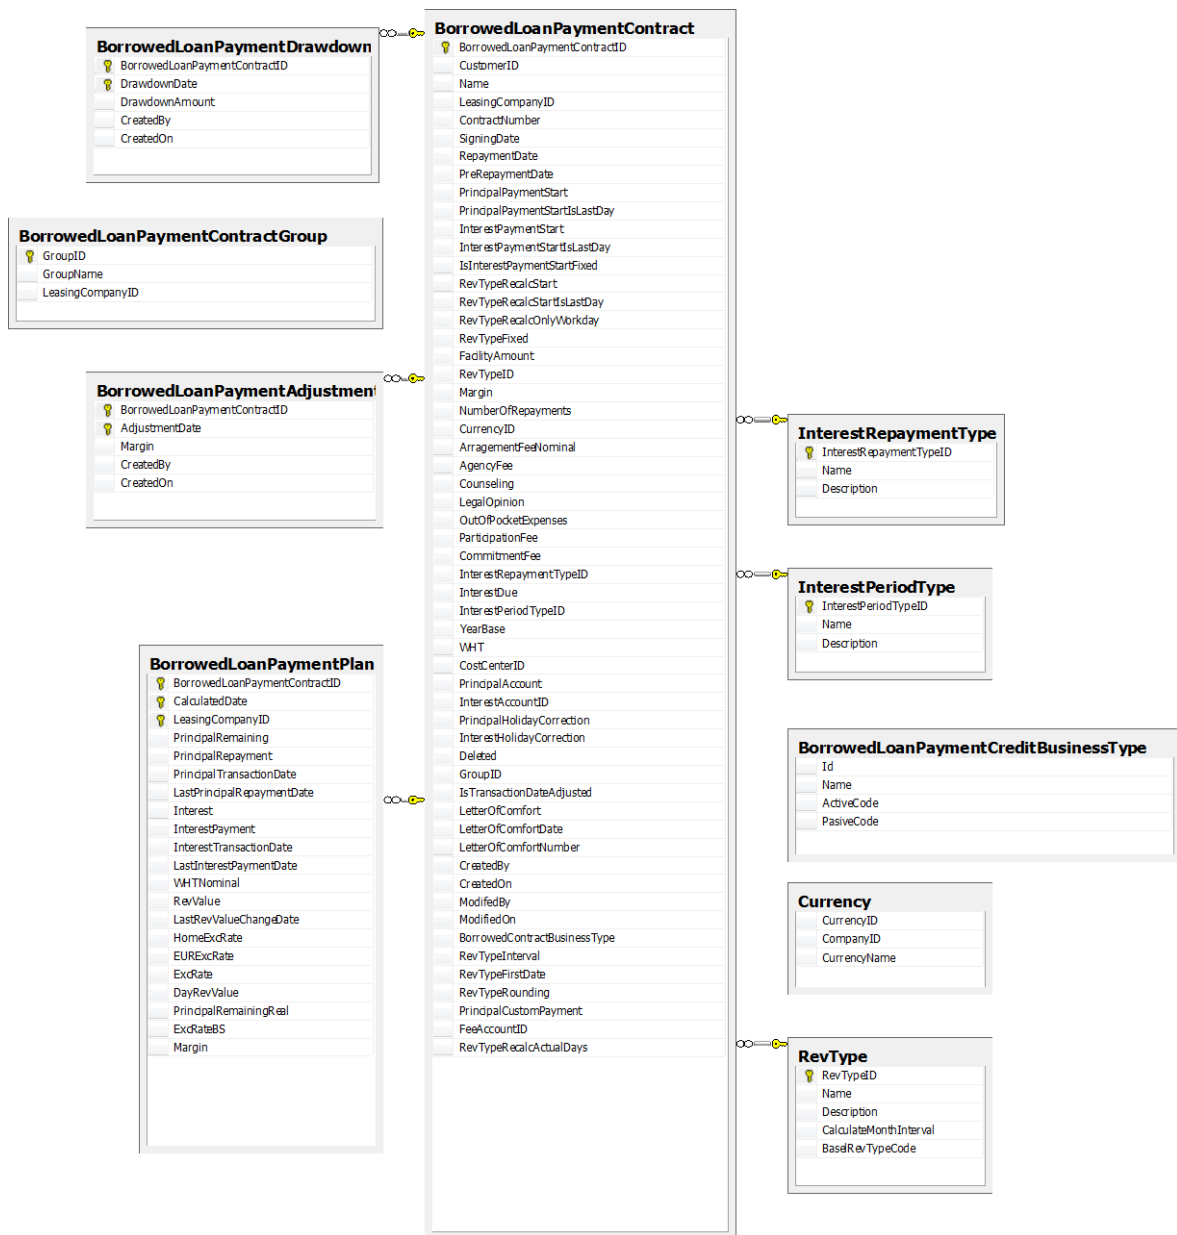 BorrowedLoanPaymentDrawdown
BorrowedLoanPaymentContractID
DrawdownDate
DrawdownAmount
CreatedBy
CreatedOn
BorrowedLoanPaymentContractGroup
GroupID
GroupName
LeasingCompanyID
BorrowedLoanPaymentAdjustment
BorrowedLoanPaymentContractID
AdjustmentDate
Margin
CreatedBy
CreatedOn
BorrowedLoanPaymentPlan
BorrowedLoanPaymentContractID
CalculatedDate
LeasingCompanyID
PrincipalRemaining
PrincipalRepayment
PrincipalTransactionDate
LastPrincipalRepaymentDate
Interest
InterestPayment
InterestTransactionDate
LastInterestPaymentDate
WHTNominal
RevValue
LastRevValueChangeDate
HomeExcRate
EURExcRate
ExcRate
DayRevValue
PrincipalRemainingReal
ExcRateBS
Margin
BorrowedLoanPaymentContract
BorrowedLoanPaymentContractID
CustomerID
Name
LeasingCompanyID
ContractNumber
SigningDate
RepaymentDate
PreRepaymentDate
PrincipalPaymentStart
PrincipalPaymentStartIsLastDay
InterestPaymentStart
InterestPaymentStartIsLastDay
IsInterestPaymentStartFixed
RevTypeRecalcStart
RevTypeRecalcStartIsLastDay
RevTypeRecalcOnlyWorkday
RevTypeFixed
FacilityAmount
RevTypeID
Margin
NumberOfRepayments
CurrencyID
ArragementFeeNominal
AgencyFee
Counseling
LegalOpinion
OutOfPocketExpenses
ParticipationFee
CommitmentFee
InterestRepaymentTypeID
InterestDue
InterestPeriodTypeID
YearBase
WHT
CostCenterID
PrincipalAccount
InterestAccountID
PrincipalHolidayCorrection
InterestHolidayCorrection
Deleted
GroupID
IsTransactionDateAdjusted
LetterOfComfort
LetterOfComfortDate
LetterOfComfortNumber
CreatedBy
CreatedOn
ModifedBy
ModifiedOn
BorrowedContractBusinessType
RevTypeInterval
RevTypeFirstDate
RevTypeRounding
PrincipalCustomPayment
FeeAccountID
RevTypeRecalcActualDays
InterestRepaymentType
InterestRepaymentTypeID
Name
Description
InterestPeriodType
InterestPeriodTypeID
Name
Description
BorrowedLoanPaymentCreditBusinessType
Id
Name
ActiveCode
PasiveCode
Currency
CurrencyID
CompanyID
CurrencyName
RevType
RevTypeID
Name
Description
CalculateMonthInterval
BaselRevTypeCode